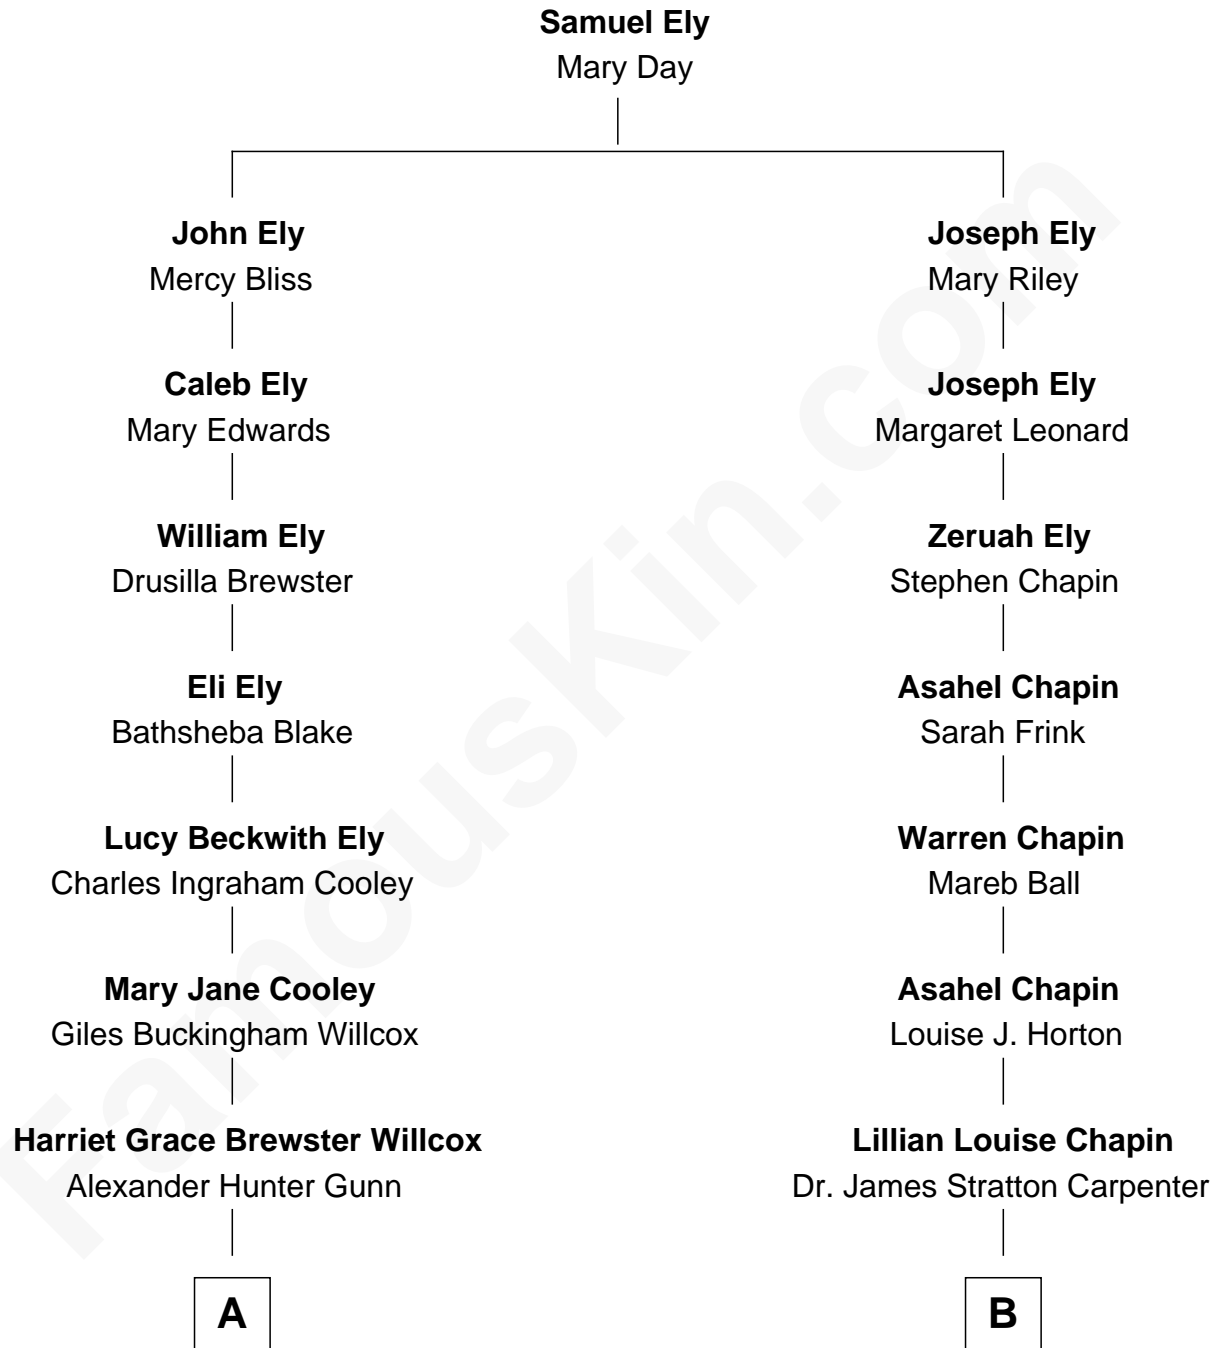 Samuel Ely
Mary Day
John Ely
Mercy Bliss
Joseph Ely
Mary Riley
Caleb Ely
Mary Edwards
Joseph Ely
Margaret Leonard
William Ely
Drusilla Brewster
Zeruah Ely
Stephen Chapin
Eli Ely
Bathsheba Blake
Asahel Chapin
Sarah Frink
Lucy Beckwith Ely
Charles Ingraham Cooley
Warren Chapin
Mareb Ball
Mary Jane Cooley
Giles Buckingham Willcox
Asahel Chapin
Louise J. Horton
Harriet Grace Brewster Willcox
Alexander Hunter Gunn
Lillian Louise Chapin
Dr. James Stratton Carpenter
A
B
FamousKin.com